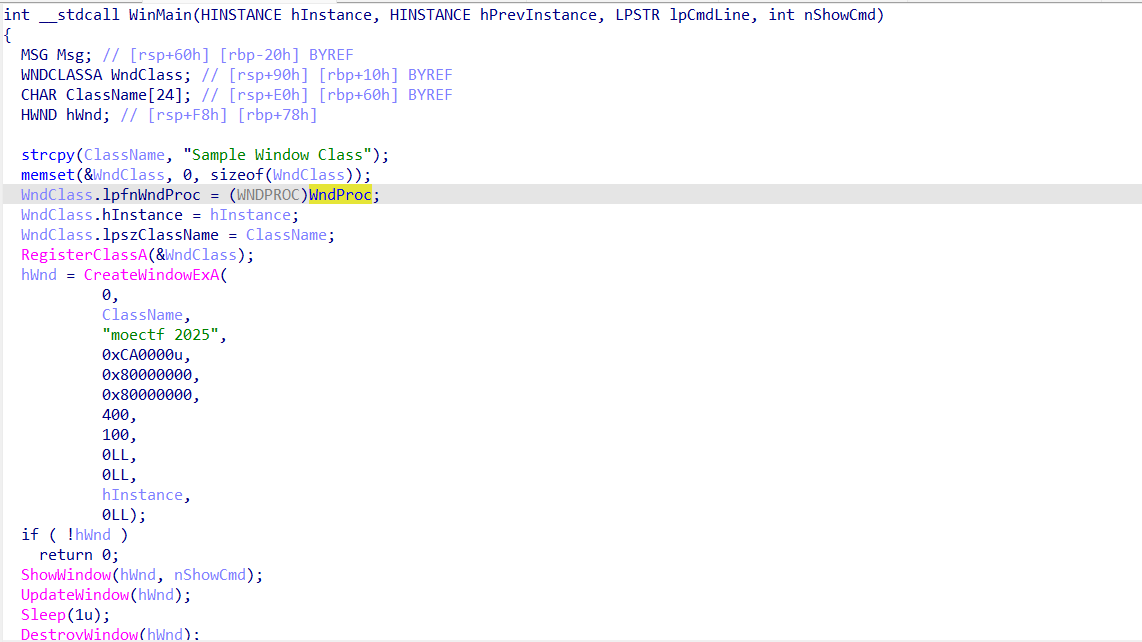 int __stdcall WinMain(HINSTANCE hInstance, HINSTANCE hPrevInstance, LPSTR lpCmdLine, int nShowCmd)
{
  MSG Msg; // [rsp+60h] [rbp-20h] BYREF
  WNDCLASSA WndClass; // [rsp+90h] [rbp+10h] BYREF
  CHAR ClassName[24]; // [rsp+E0h] [rbp+60h] BYREF
  HWND hWnd; // [rsp+F8h] [rbp+78h]

  strcpy(ClassName, "Sample Window Class");
  memset(&WndClass, 0, sizeof(WndClass));
  WndClass.lpfnWndProc = (WNDPROC)WndProc;
  WndClass.hInstance = hInstance;
  WndClass.lpszClassName = ClassName;
  RegisterClassA(&WndClass);
  hWnd = CreateWindowExA(
           0,
           ClassName,
           "moectf 2025",
           0xCA0000u,
           0x80000000,
           0x80000000,
           400,
           100,
           0LL,
           0LL,
           hInstance,
           0LL);
  if ( !hWnd )
    return 0;
  ShowWindow(hWnd, nShowCmd);
  UpdateWindow(hWnd);
  Sleep(1u);
  DestroyWindow(hWnd);